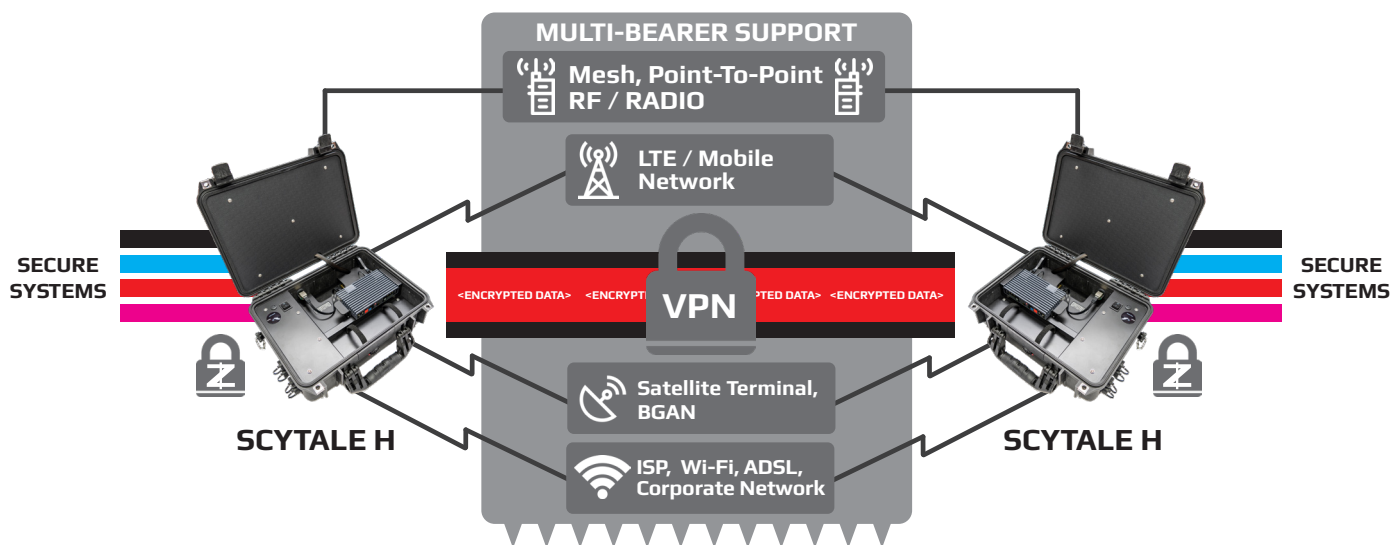 MULTI-BEARER SUPPORT
Mesh, Point-To-Point
RF / RADIO
LTE / Mobile
Network
SECURE
SYSTEMS
<ENCRYPTED DATA>
VPN
<ENCRYPTED DATA>
SECURE
SYSTEMS
Satellite Terminal,
BGAN
SCYTALE H
SCYTALE H
ISP, Wi-Fi, ADSL,
Corporate Network